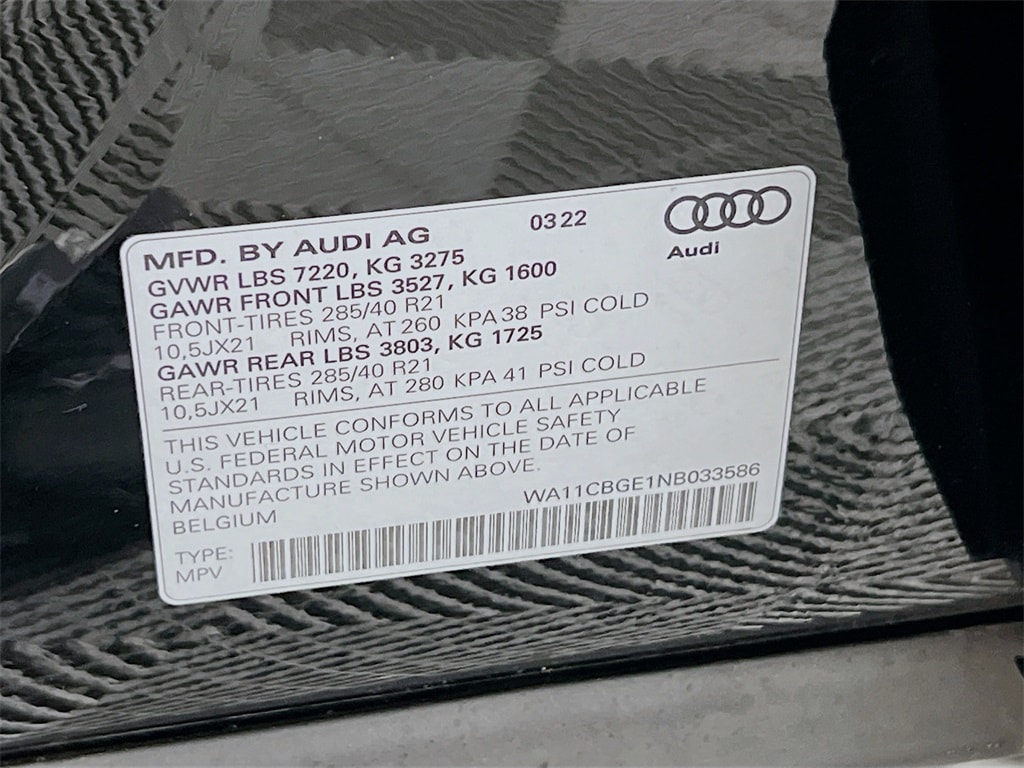 MFD. BY AUDI AG 03 22
Audi
GVWR LBS 7220, KG 3275
GAWR FRONT LBS 3527, KG 1600
FRONT-TIRES 285/40 R21
10,5JX21 RIMS, AT 260 KPA 38 PSI COLD
GAWR REAR LBS 3803, KG 1725
REAR-TIRES 285/40 R21
10,5JX21 RIMS, AT 280 KPA 41 PSI COLD
THIS VEHICLE CONFORMS TO ALL APPLICABLE
U.S. FEDERAL MOTOR VEHICLE SAFETY
STANDARDS IN EFFECT ON THE DATE OF
MANUFACTURE SHOWN ABOVE.
BELGIUM WA11CBGE1NB033586
TYPE:
MPV